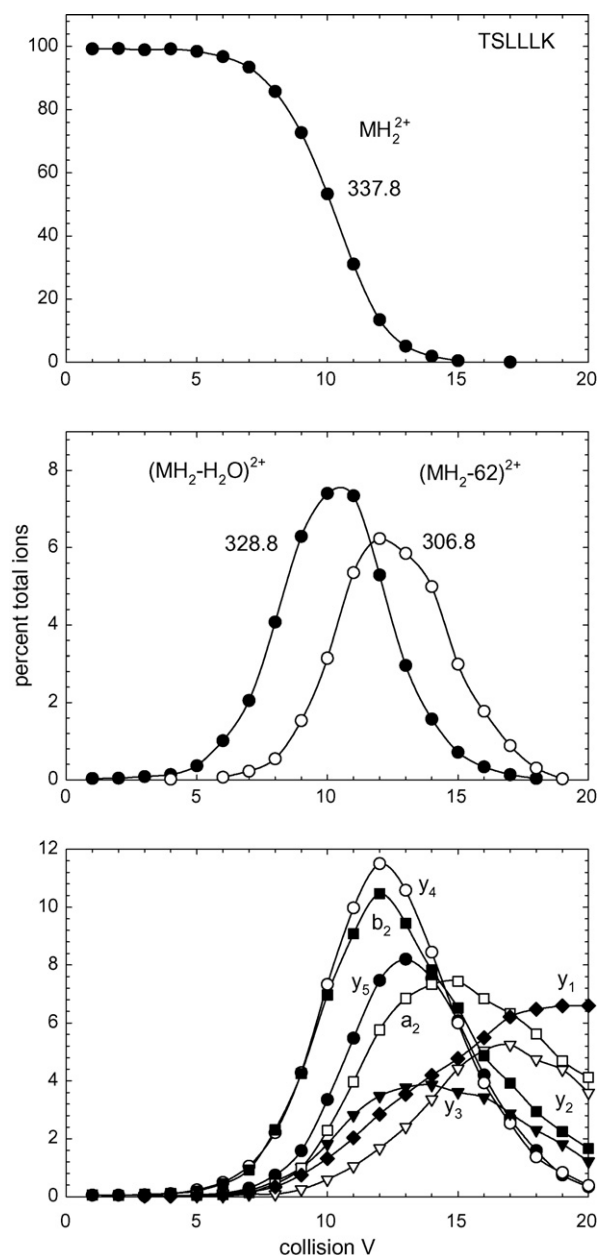 TSLLLK
100
MH₂²⁺
80
337.8
60
40
20
0
0 5 10 15 20
(MH₂-H₂O)²⁺ (MH₂-62)²⁺
8
328.8 306.8
6
percent total ions
4
2
0
0 5 10 15 20
12
y₄
10
b₂
8
y₅ y₁
a₂
6
4
y₃ y₂
2
0
0 5 10 15 20
collision V